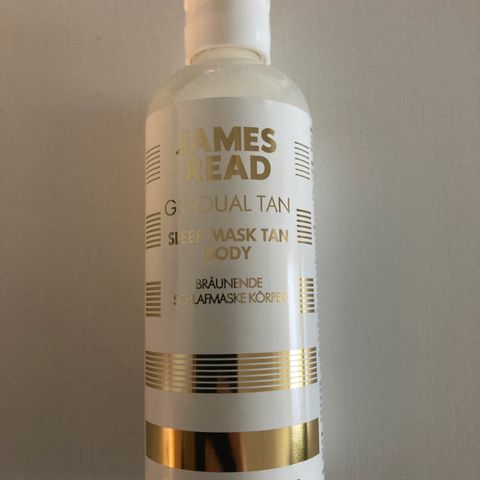 JAMES
READ
GRADUAL TAN
SLEEP MASK TAN
BODY
BRÄUNENDE
SCHLAFMASKE KÖRPER